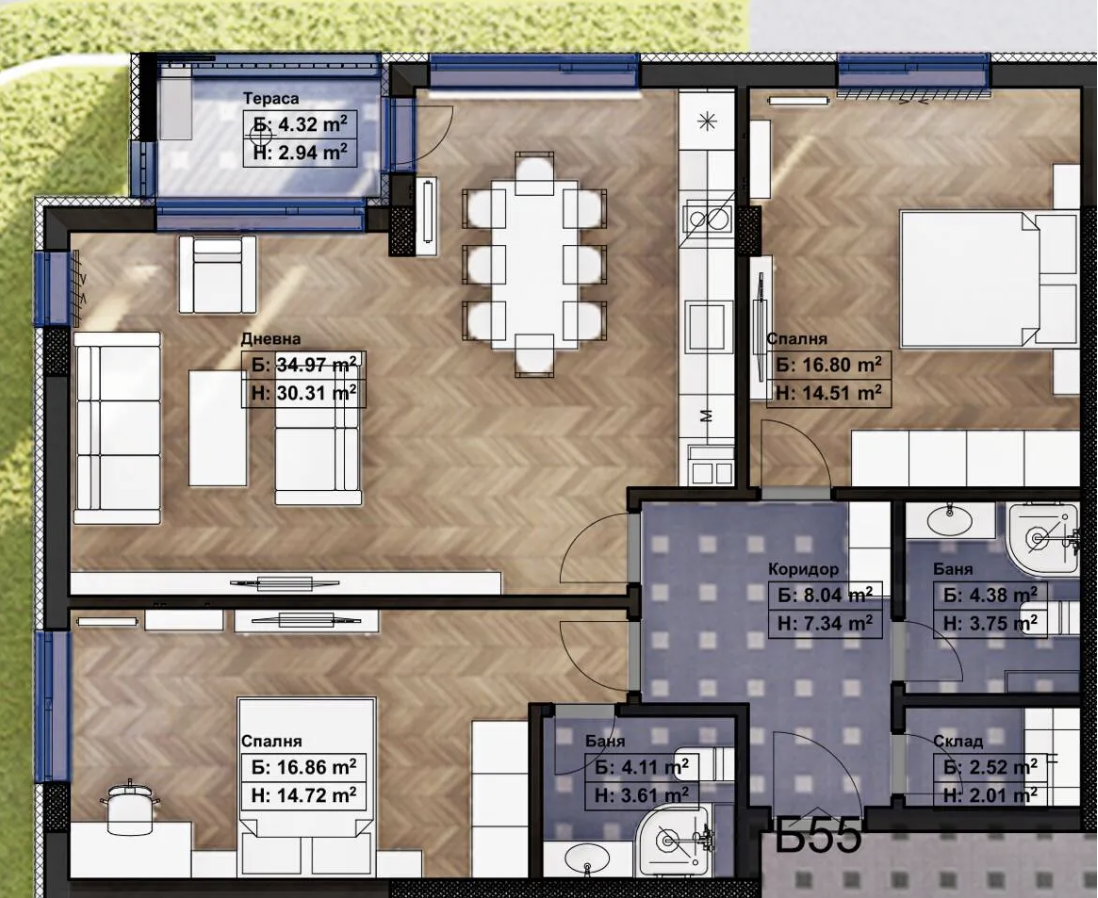 Тераса
Б: 4.32 m²
Н: 2.94 m²
Дневна
Б: 34.97 m²
Н: 30.31 m²
Спалня
Б: 16.80 m²
Н: 14.51 m²
M
Коридор
Б: 8.04 m²
Н: 7.34 m²
Баня
Б: 4.38 m²
Н: 3.75 m²
Спалня
Б: 16.86 m²
Н: 14.72 m²
Баня
Б: 4.11 m²
Н: 3.61 m²
Склад
Б: 2.52 m²
Н: 2.01 m²
Б55